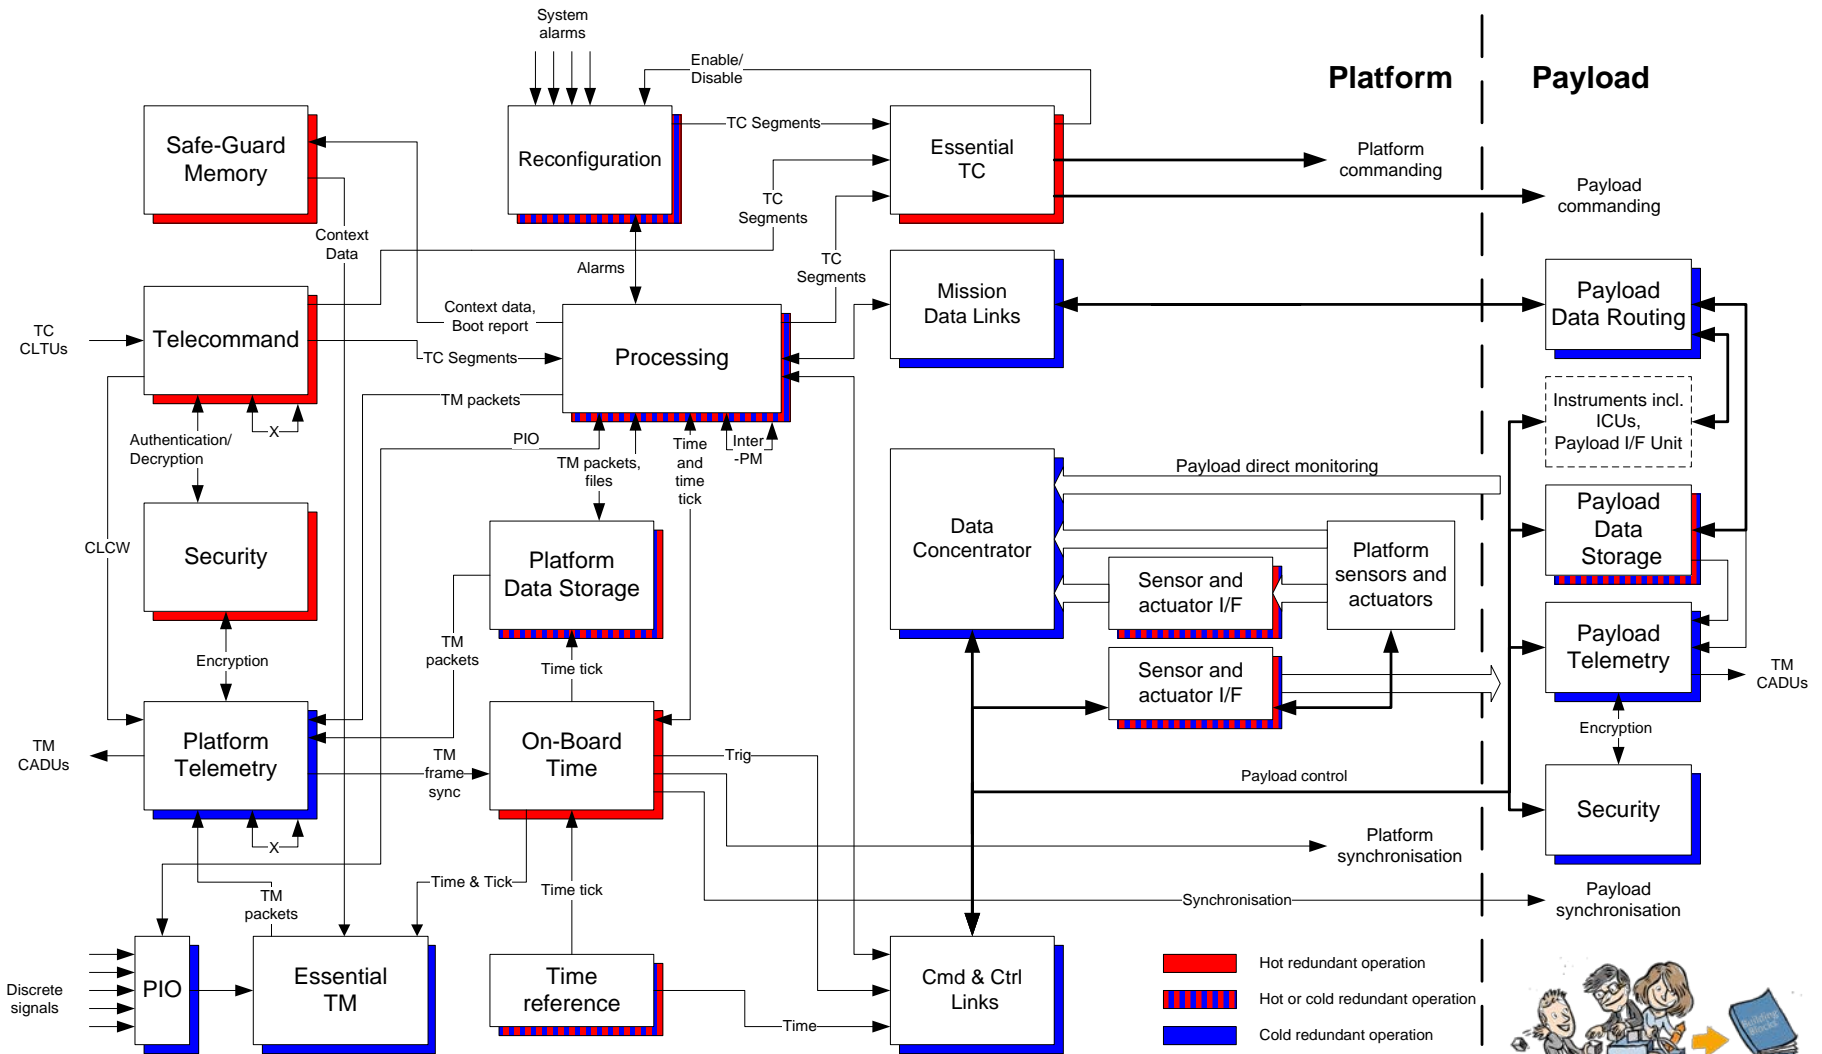 System
alarms
Enable/
Disable
Platform
Payload
Safe-Guard
Memory
Reconfiguration
TC Segments
Essential
TC
Platform
commanding
Payload
commanding
TC
Segments
Context
Data
Alarms
TC
Segments
Mission
Data Links
Payload
Data Routing
TC
CLTUs
Telecommand
Context data,
Boot report
TC Segments
Processing
TM packets
X
Authentication/
Decryption
PIO
TM packets,
files
Time
and
time
tick
Inter
-PM
Instruments incl.
ICUs,
Payload I/F Unit
Payload direct monitoring
CLCW
Security
Platform
Data Storage
Data
Concentrator
Sensor and
actuator I/F
Platform
sensors and
actuators
Payload
Data
Storage
Encryption
TM
packets
Time tick
Sensor and
actuator I/F
Payload
Telemetry
TM
CADUs
TM
CADUs
Platform
Telemetry
TM
frame
sync
On-Board
Time
Trig
Encryption
Payload control
Security
X
Platform
synchronisation
TM
packets
Time & Tick
Time tick
Synchronisation
Payload
synchronisation
Discrete
signals
PIO
Essential
TM
Time
reference
Time
Cmd & Ctrl
Links
Hot redundant operation
Hot or cold redundant operation
Cold redundant operation
Building
Blocks